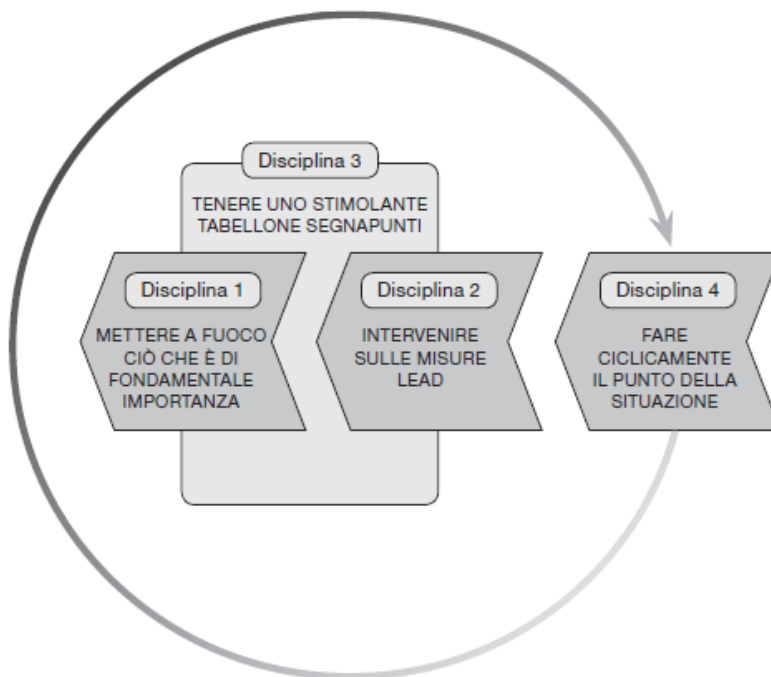 Disciplina 3
TENERE UNO STIMOLANTE
TABELLONE SEGNAPUNTI
Disciplina 1
METTERE A FUOCO
CIÒ CHE È DI
FONDAMENTALE
IMPORTANZA
Disciplina 2
INTERVENIRE
SULLE MISURE
LEAD
Disciplina 4
FARE
CICLICAMENTE
IL PUNTO DELLA
SITUAZIONE